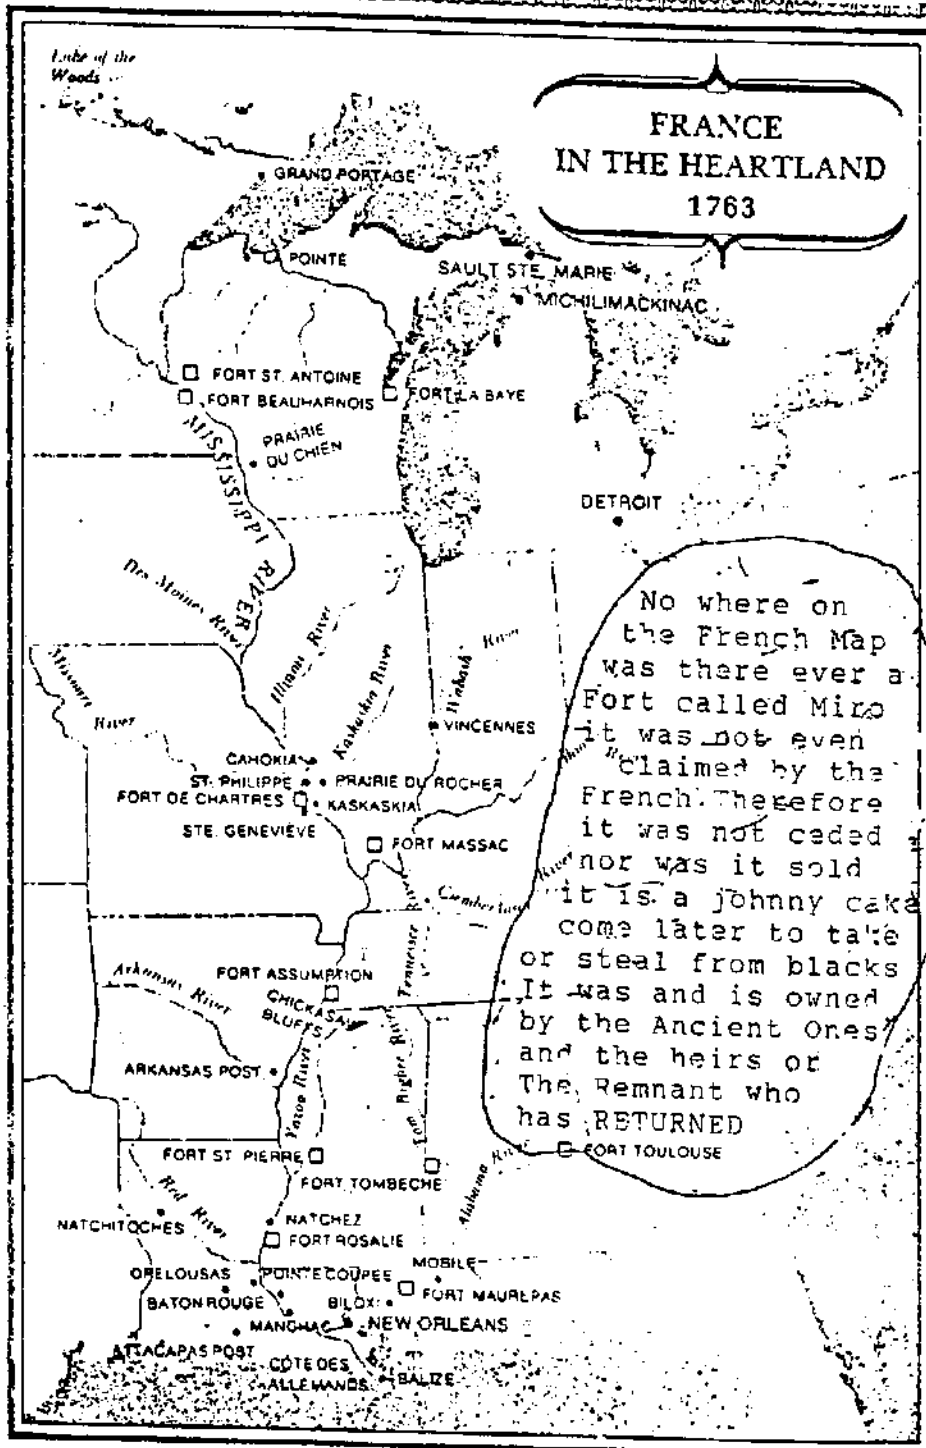 Lake of the
Woods
FRANCE
IN THE HEARTLAND
1763
GRAND PORTAGE
POINTE
SAULT STE. MARIE
MICHILIMACKINAC
FORT ST. ANTOINE
FORT BEAUHARNOIS
FORT LA BAYE
PRAIRIE
DU CHIEN
MISSISSIPPI RIVER
DETROIT
Des Moines River
Illinois River
Kaskaskia River
Wabash River
Missouri River
VINCENNES
CAHOKIA
ST. PHILIPPE
PRAIRIE DU ROCHER
FORT DE CHARTRES
KASKASKIA
STE. GENEVIÈVE
FORT MASSAC
No where on
the French Map
was there ever a
Fort called Miro
it was not even
claimed by the
French. Therefore
it was not ceded
nor was it sold
it is a johnny cake
come later to take
or steal from blacks
It was and is owned
by the Ancient Ones
and the heirs or
The Remnant who
has RETURNED
River
Cumberland
Tennessee
River
FORT ASSUMPTION
CHICKASAW
BLUFFS
Arkansas River
ARKANSAS POST
Yazoo River
Tom Bigbee River
FORT ST. PIERRE
FORT TOMBECHE
Alabama River
FORT TOULOUSE
Red River
NATCHITOCHES
NATCHEZ
FORT ROSALIE
OPELOUSAS
POINTE COUPEE
MOBILE
FORT MAUREPAS
BATON ROUGE
BILOXI
MANCHAC
NEW ORLEANS
ATTACAPAS POST
CÔTE DES
ALLEMANDS
BALIZE